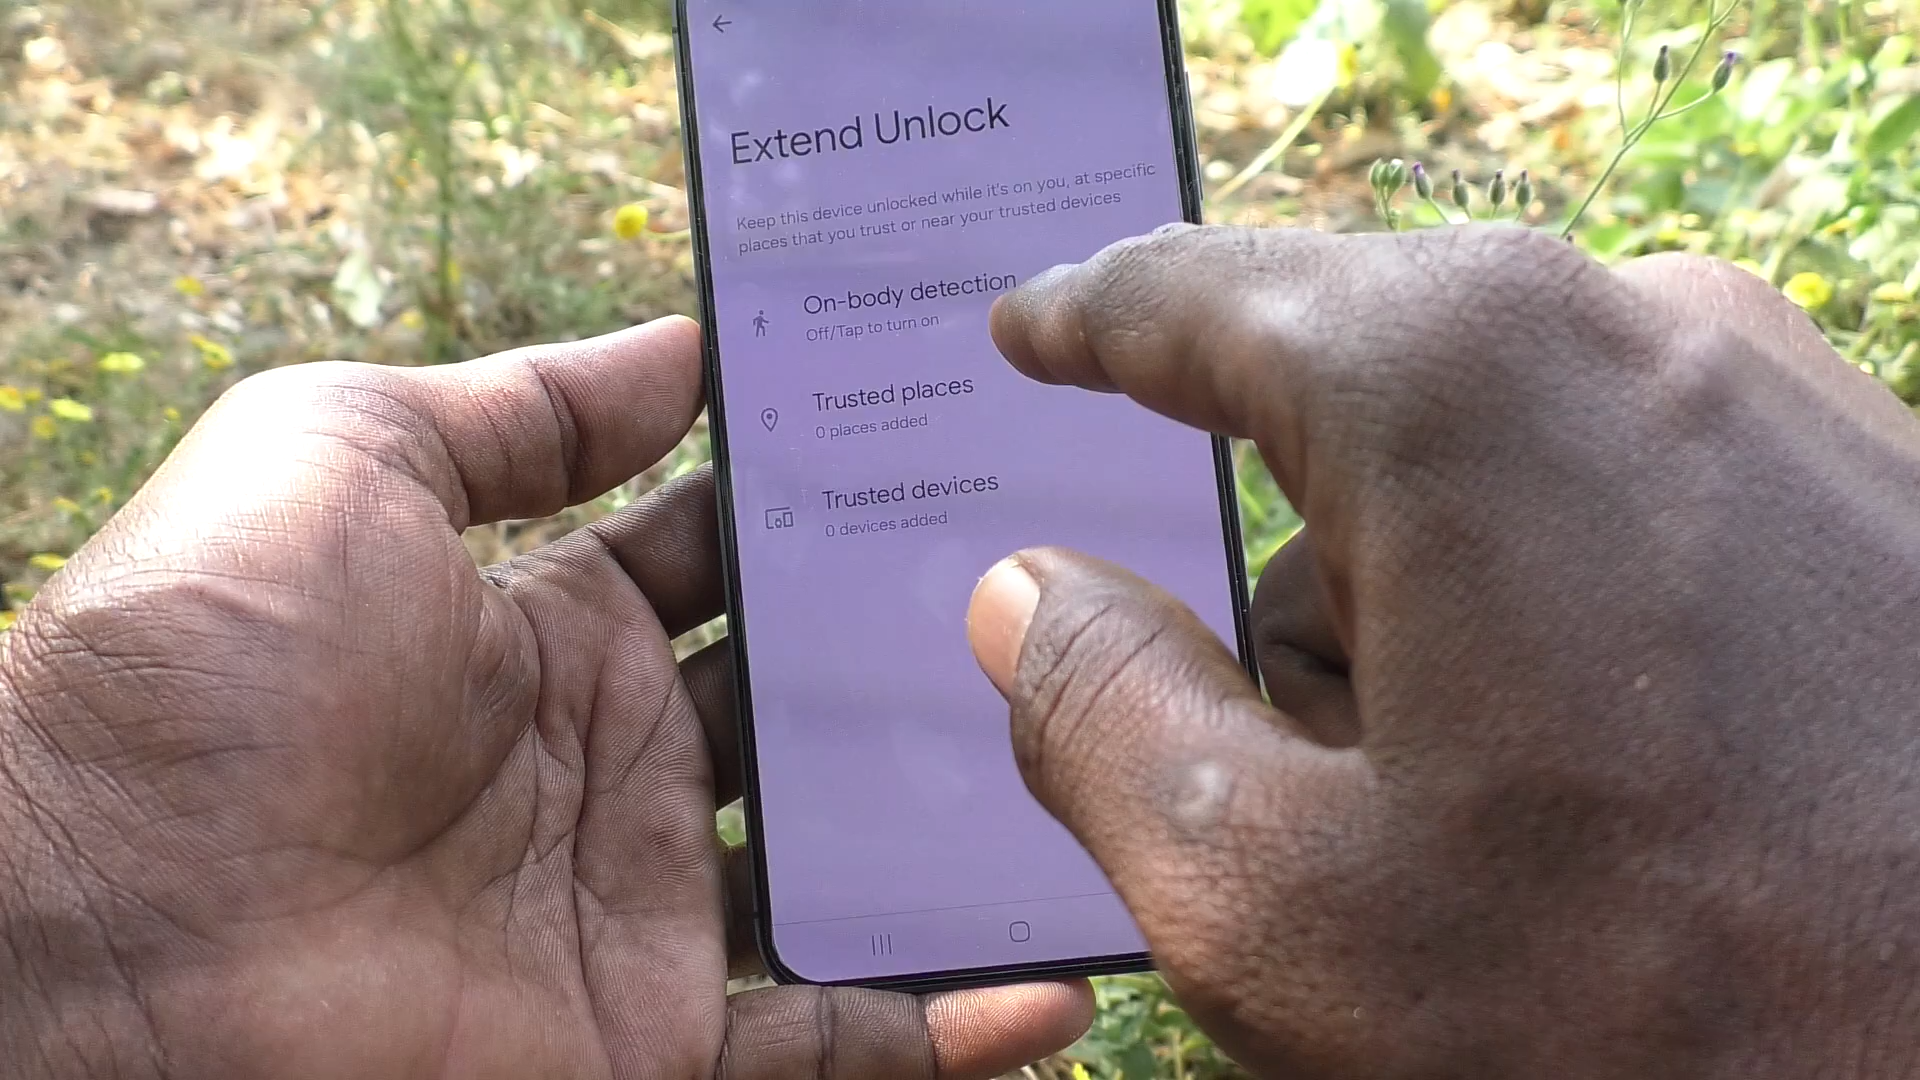 Extend Unlock
Keep this device unlocked while it's on you, at specific
places that you trust or near your trusted devices
On-body detection
Off/Tap to turn on
Trusted places
0 places added
Trusted devices
0 devices added